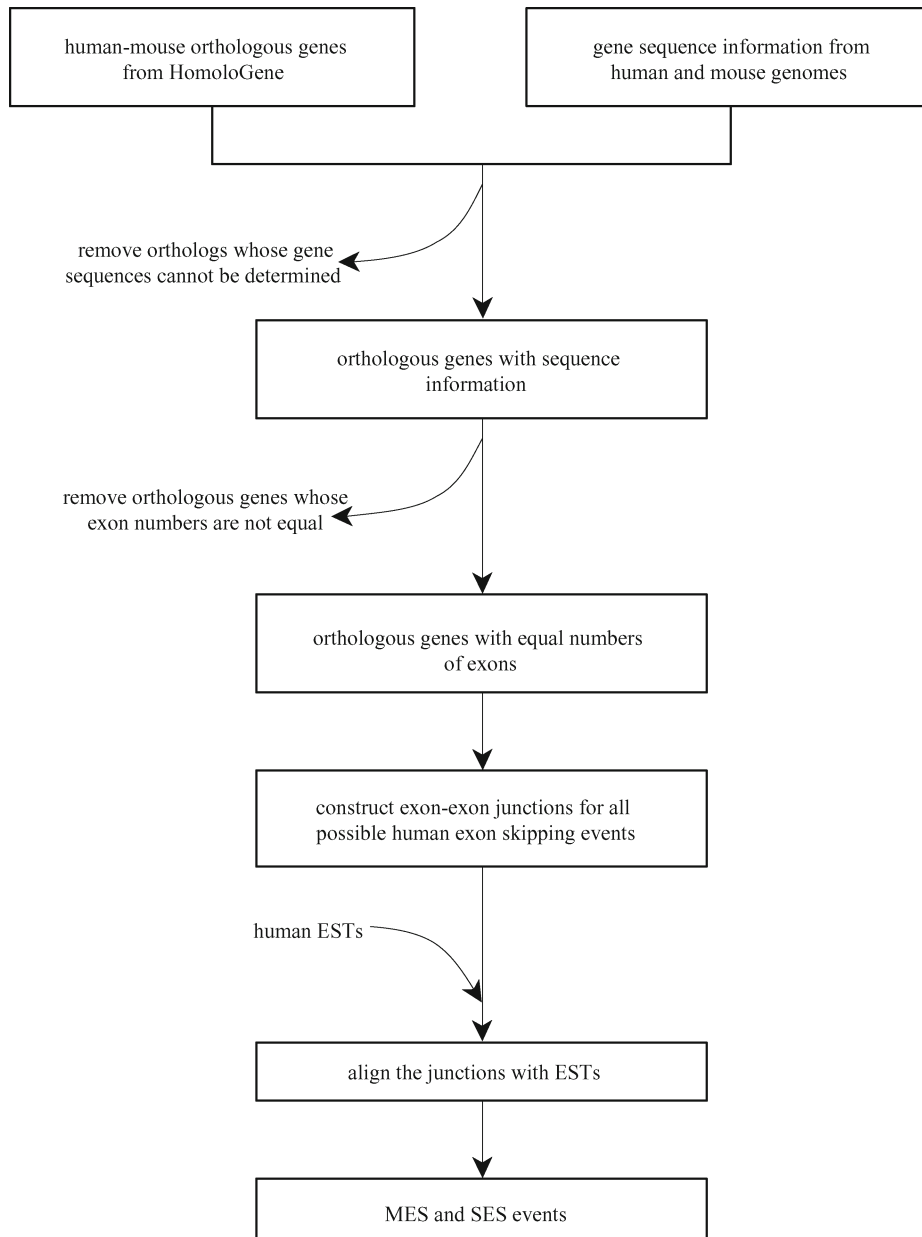 human-mouse orthologous genes
from HomoloGene
gene sequence information from
human and mouse genomes
remove orthologs whose gene
sequences cannot be determined
orthologous genes with sequence
information
remove orthologous genes whose
exon numbers are not equal
orthologous genes with equal numbers
of exons
construct exon-exon junctions for all
possible human exon skipping events
human ESTs
align the junctions with ESTs
MES and SES events